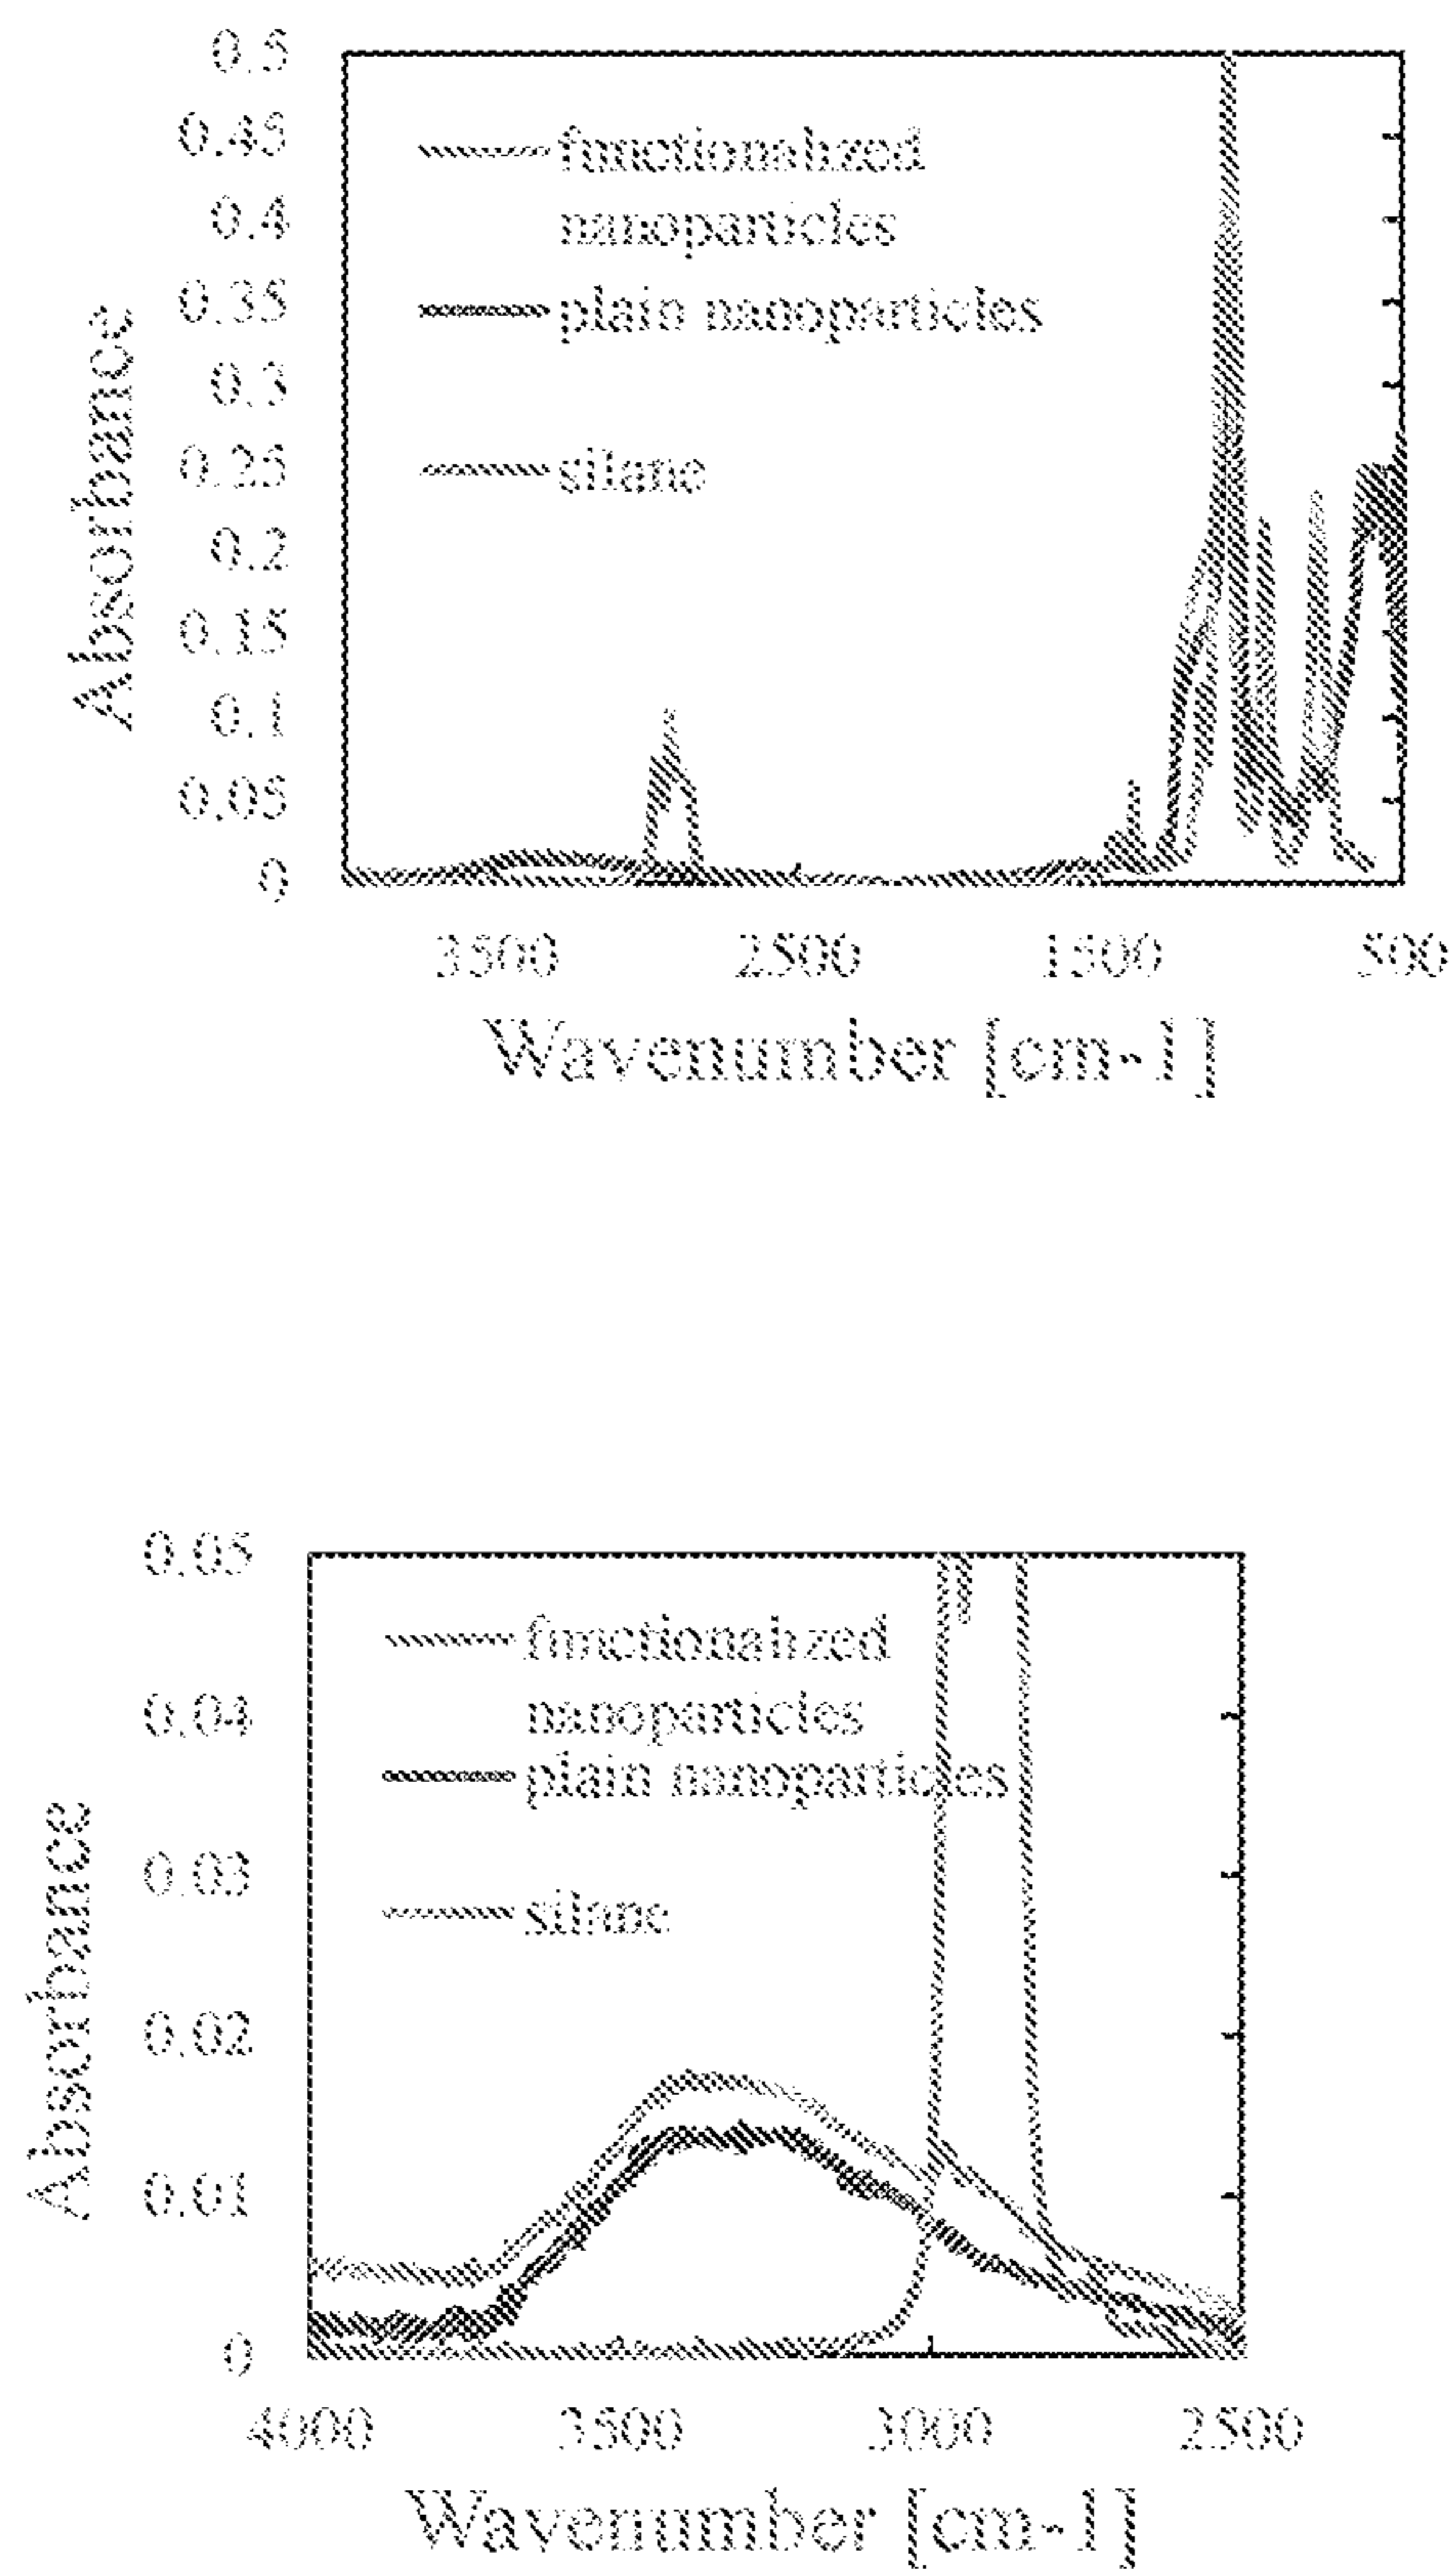 0.5
0.45
0.4
0.35
0.3
0.25
0.2
0.15
0.1
0.05
0
Absorbance
functionalized
nanoparticles
plain nanoparticles
silane
3500 2500 1500 500
Wavenumber [cm-1]
0.05
0.04
0.03
0.02
0.01
0
Absorbance
functionalized
nanoparticles
plain nanoparticles
silane
4000 3500 3000 2500
Wavenumber [cm-1]